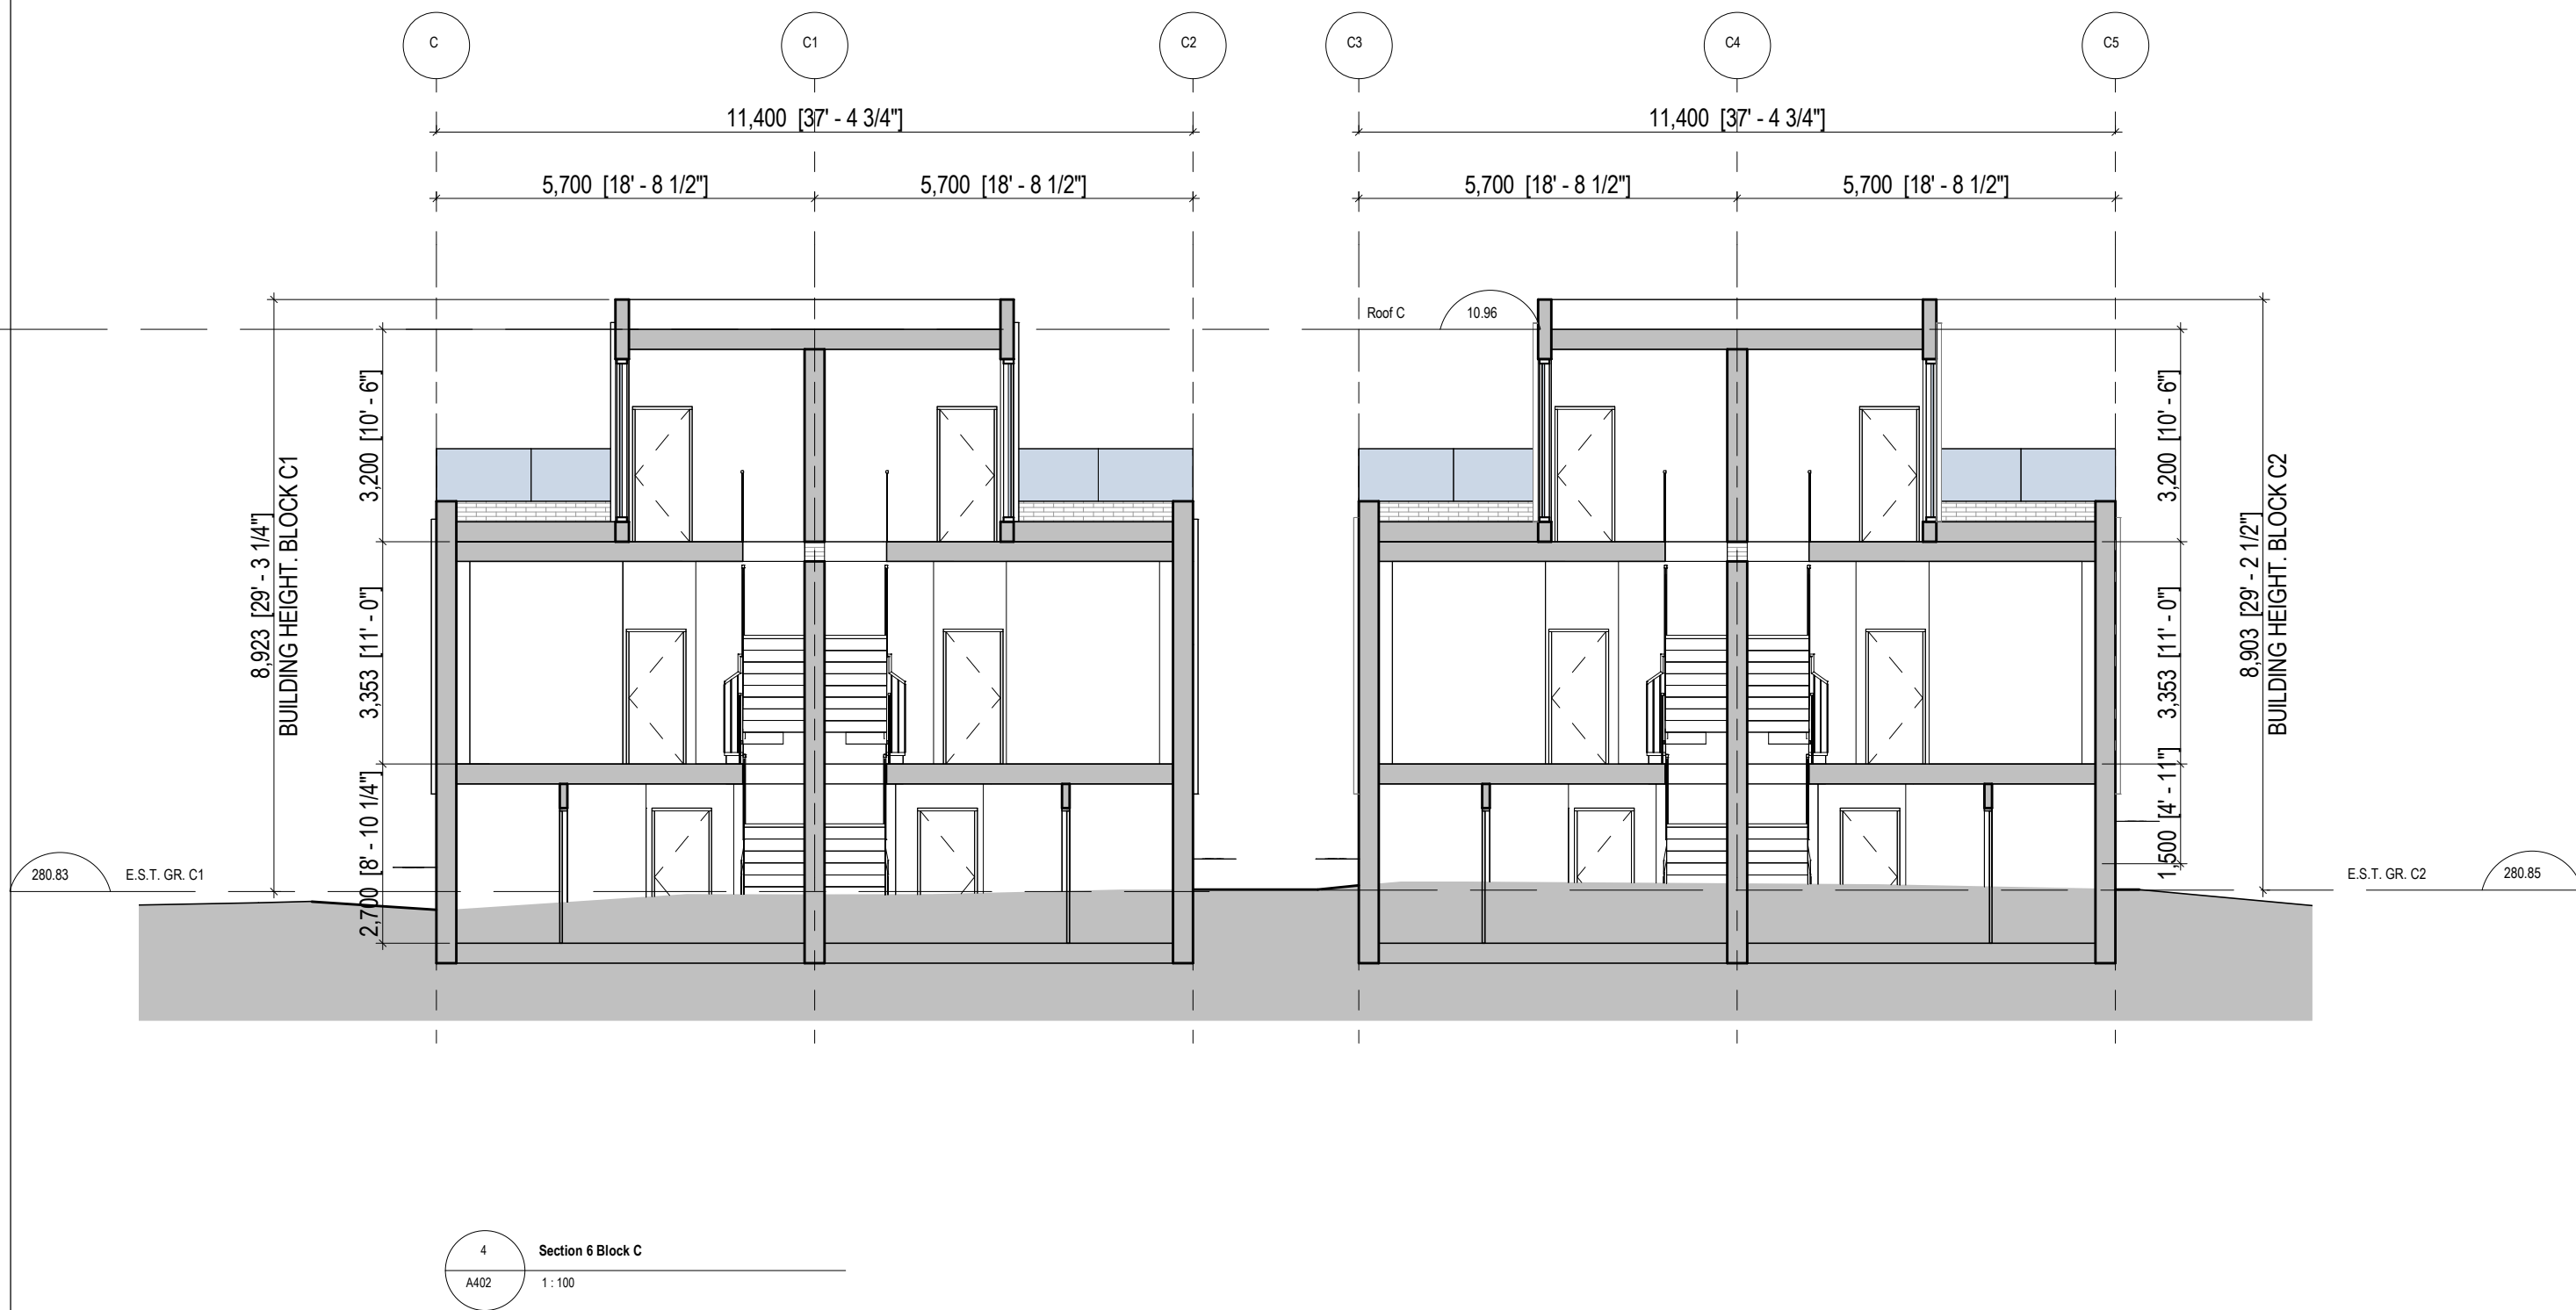 C
C1
C2
C3
C4
C5
11,400 [37' - 4 3/4"]
11,400 [37' - 4 3/4"]
5,700 [18' - 8 1/2"]
5,700 [18' - 8 1/2"]
5,700 [18' - 8 1/2"]
5,700 [18' - 8 1/2"]
Roof C
10.96
8,923 [29' - 3 1/4"]
BUILDING HEIGHT. BLOCK C1
3,200 [10' - 6"]
3,353 [11' - 0"]
2,700 [8' - 10 1/4"]
3,200 [10' - 6"]
3,353 [11' - 0"]
1,500 [4' - 11"]
8,903 [29' - 2 1/2"]
BUILDING HEIGHT. BLOCK C2
280.83
E.S.T. GR. C1
E.S.T. GR. C2
280.85
4
Section 6 Block C
A402
1 : 100